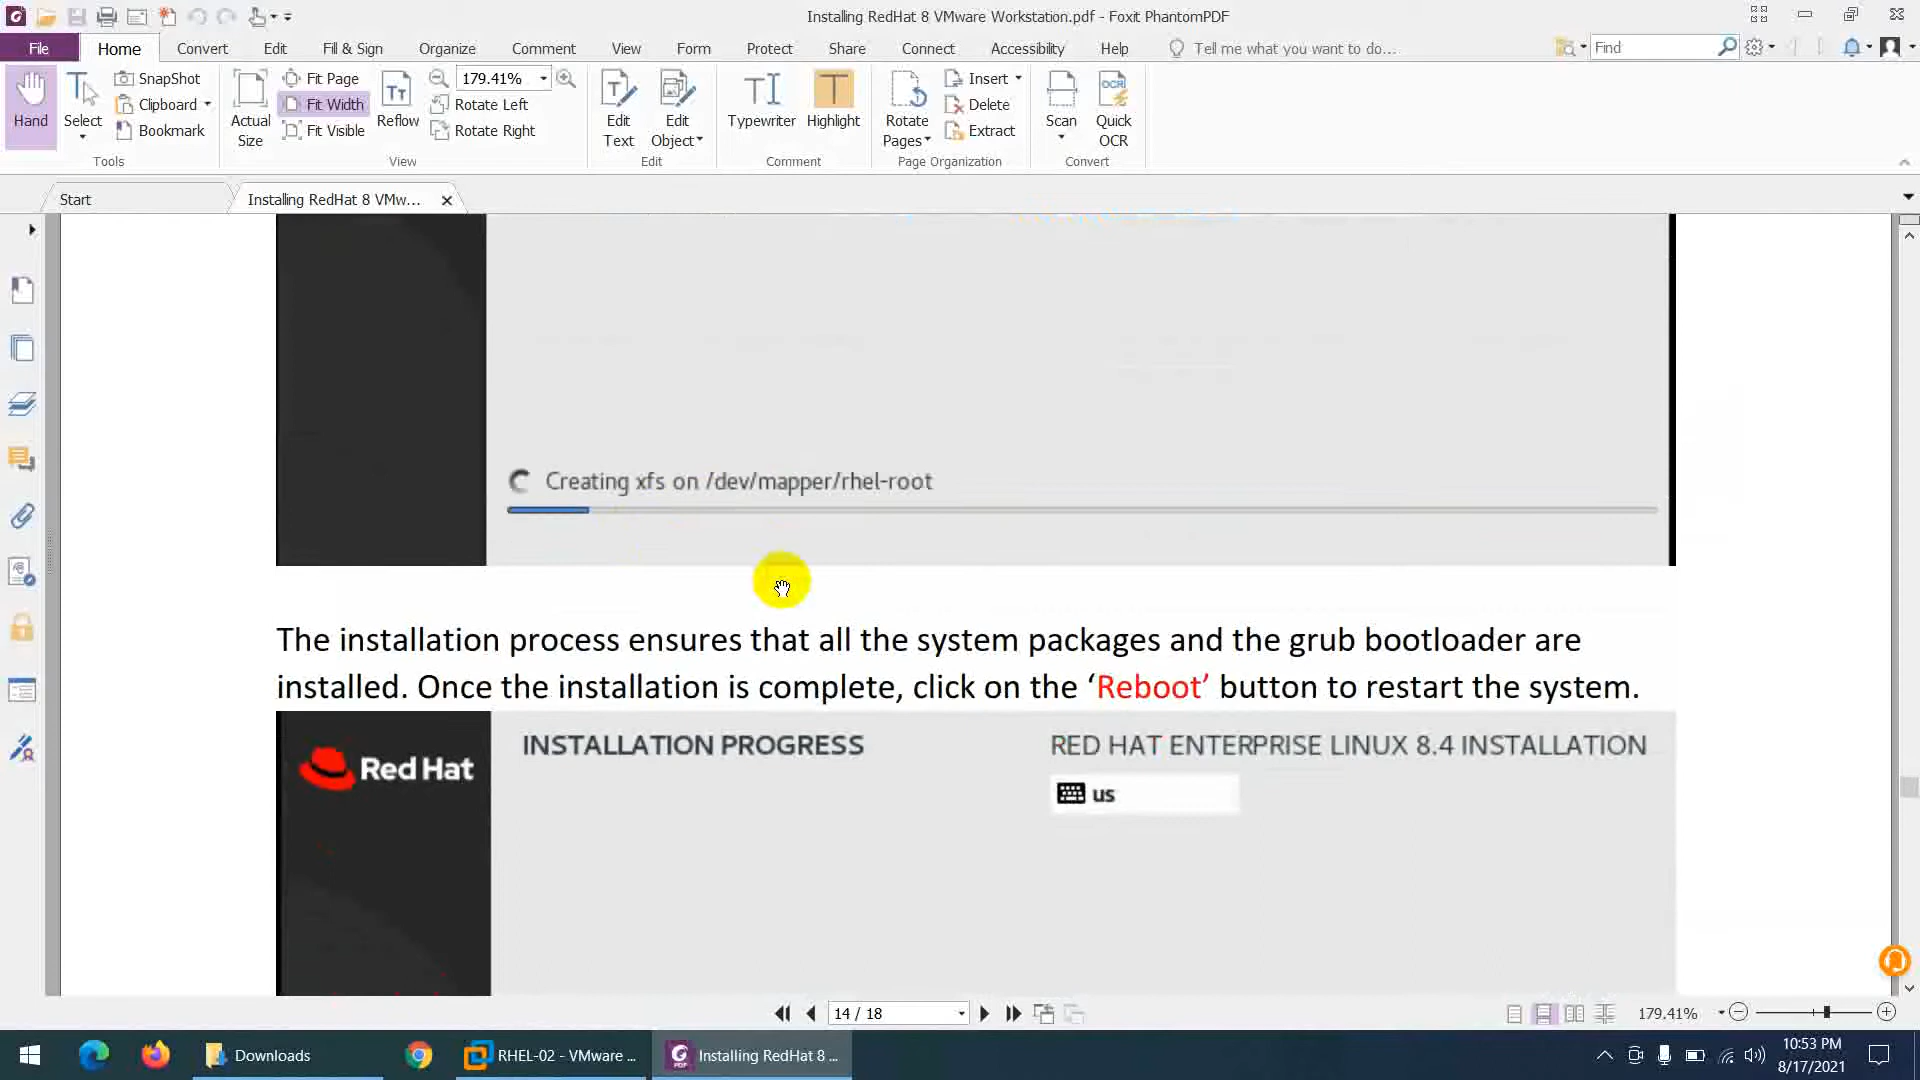 Installing RedHat 8 VMware Workstation.pdf - Foxit PhantomPDF
File Home Convert Edit Fill & Sign Organize Comment View Form Protect Share Connect Accessibility Help Tell me what you want to do... Find
Hand
Select
SnapShot
Clipboard
Bookmark
Tools
Actual Size
Fit Page
Fit Width
Fit Visible
Reflow
179.41%
Rotate Left
Rotate Right
View
Edit Text
Edit Object
Edit
Typewriter
Highlight
Comment
Rotate Pages
Insert
Delete
Extract
Page Organization
Scan
Quick OCR
Convert
Start
Installing RedHat 8 VMw...
Creating xfs on /dev/mapper/rhel-root
The installation process ensures that all the system packages and the grub bootloader are
installed. Once the installation is complete, click on the ‘Reboot’ button to restart the system.
Red Hat
INSTALLATION PROGRESS
RED HAT ENTERPRISE LINUX 8.4 INSTALLATION
us
14 / 18
179.41%
Downloads
RHEL-02 - VMware ...
Installing RedHat 8 ...
10:53 PM
8/17/2021